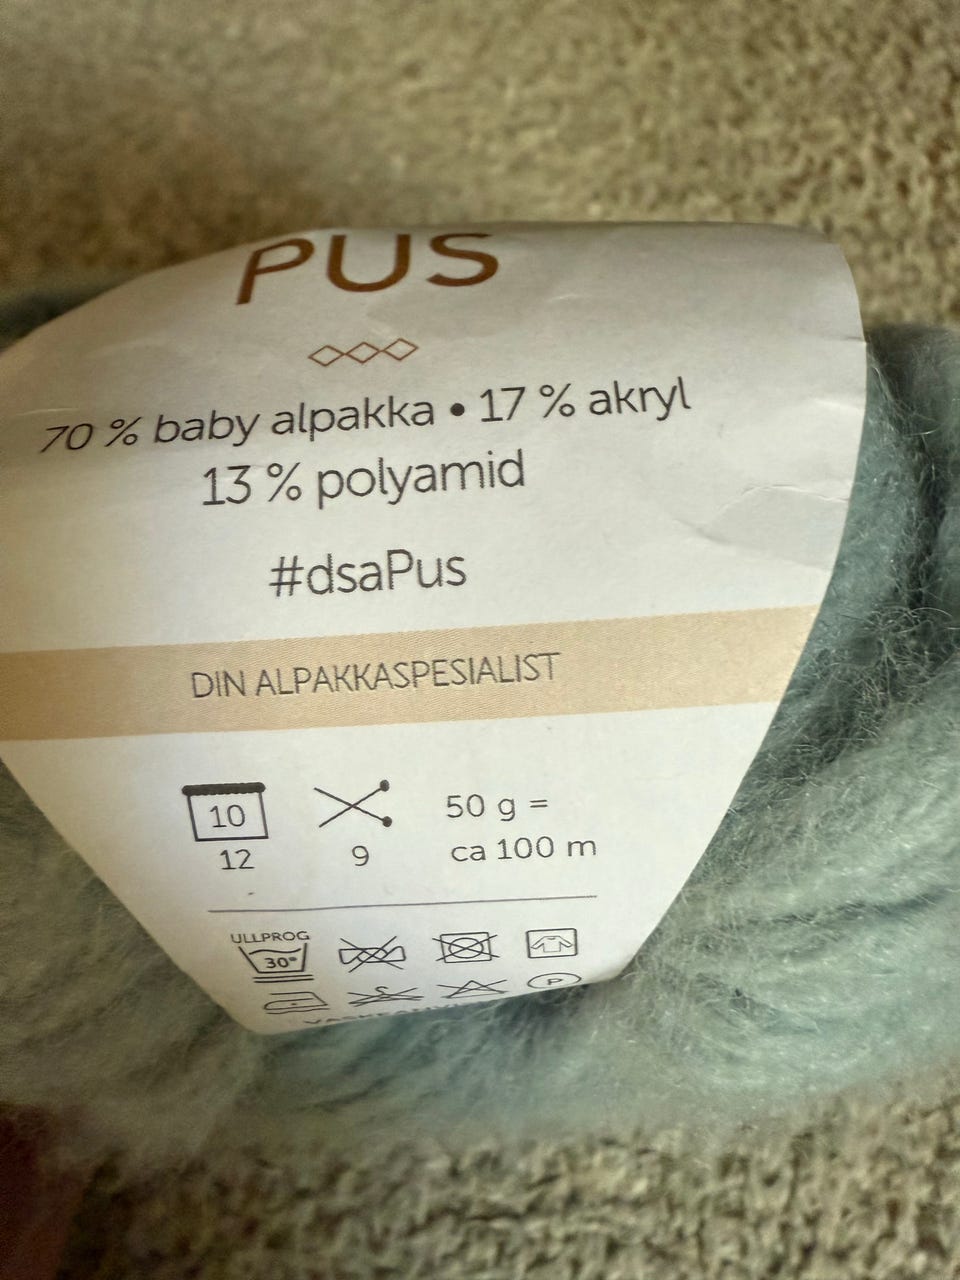 PUS
70 % baby alpakka • 17 % akryl
13 % polyamid
#dsaPus
DIN ALPAKKASPESIALIST
10
12
9
50 g =
ca 100 m
ULLPROG
30°
P